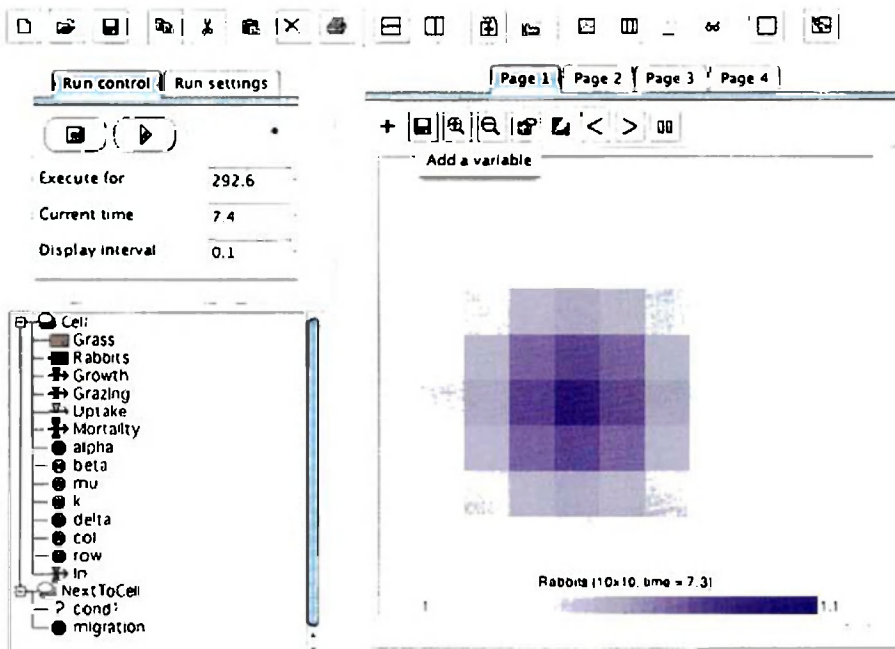 Run control Run settings
Page 1 Page 2 Page 3 Page 4
Add a variable
Execute for 292.6
Current time 7.4
Display interval 0.1
Cell
Grass
Rabbits
Growth
Grazing
Uptake
Mortality
alpha
beta
mu
k
delta
col
row
in
NextToCell
? cond1
migration
Rabbits (10x10, time = 7.3)
1 1.1